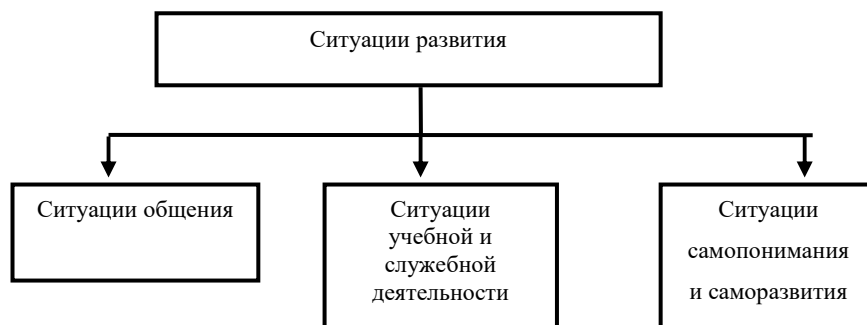 Ситуации развития
Ситуации общения
Ситуации
учебной и
служебной
деятельности
Ситуации
самопонимания
и саморазвития